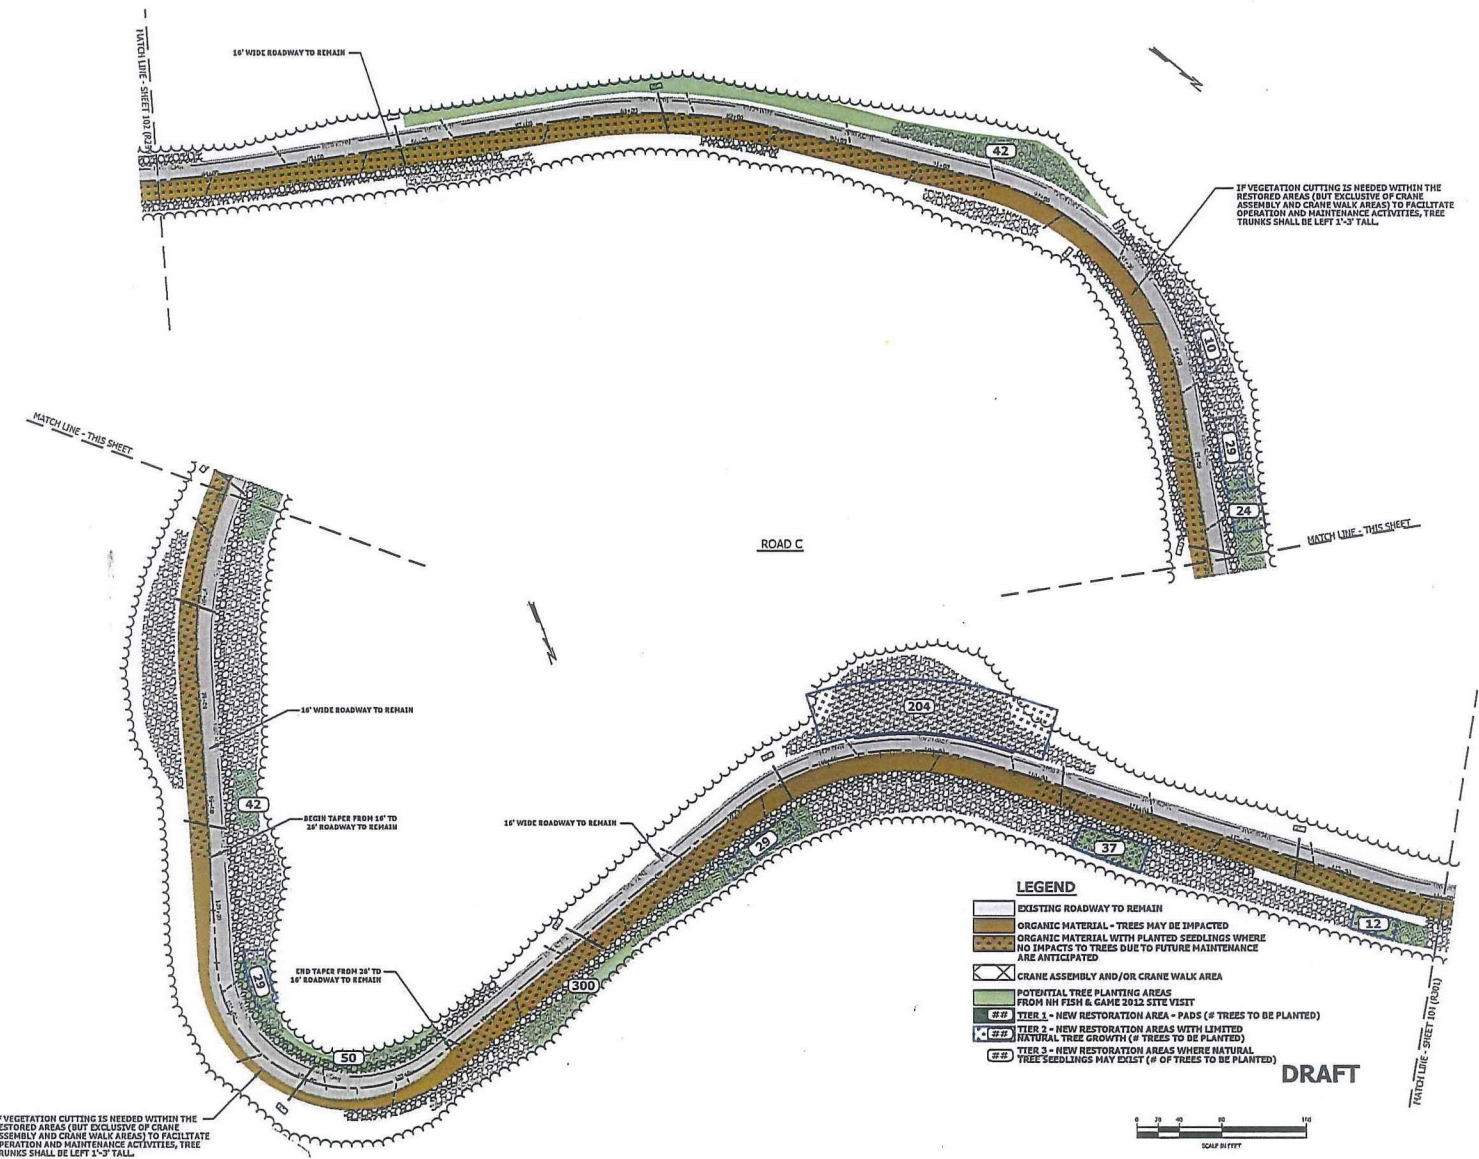 MATCH LINE - SHEET 102 (R29)
16' WIDE ROADWAY TO REMAIN
42
IF VEGETATION CUTTING IS NEEDED WITHIN THE
RESTORED AREAS (BUT EXCLUSIVE OF CRANE
ASSEMBLY AND CRANE WALK AREAS) TO FACILITATE
OPERATION AND MAINTENANCE ACTIVITIES, TREE
TRUNKS SHALL BE LEFT 1'-3' TALL.
10
29
24
MATCH LINE - THIS SHEET
MATCH LINE - THIS SHEET
ROAD C
16' WIDE ROADWAY TO REMAIN
204
42
BEGIN TAPER FROM 16' TO
28' ROADWAY TO REMAIN
16' WIDE ROADWAY TO REMAIN
29
37
12
29
END TAPER FROM 28' TO
16' ROADWAY TO REMAIN
300
50
F VEGETATION CUTTING IS NEEDED WITHIN THE
ESTORED AREAS (BUT EXCLUSIVE OF CRANE
SSEMBLY AND CRANE WALK AREAS) TO FACILITATE
PERATION AND MAINTENANCE ACTIVITIES, TREE
RUNKS SHALL BE LEFT 1'-3' TALL.
LEGEND
EXISTING ROADWAY TO REMAIN
ORGANIC MATERIAL - TREES MAY BE IMPACTED
ORGANIC MATERIAL WITH PLANTED SEEDLINGS WHERE
NO IMPACTS TO TREES DUE TO FUTURE MAINTENANCE
ARE ANTICIPATED
CRANE ASSEMBLY AND/OR CRANE WALK AREA
POTENTIAL TREE PLANTING AREAS
FROM NH FISH & GAME 2012 SITE VISIT
## TIER 1 - NEW RESTORATION AREA - PADS (# TREES TO BE PLANTED)
## TIER 2 - NEW RESTORATION AREAS WITH LIMITED
NATURAL TREE GROWTH (# TREES TO BE PLANTED)
## TIER 3 - NEW RESTORATION AREAS WHERE NATURAL
TREE SEEDLINGS MAY EXIST (# OF TREES TO BE PLANTED)
DRAFT
MATCH LINE - SHEET 101 (R301)
0 20 40 80 160
SCALE IN FEET